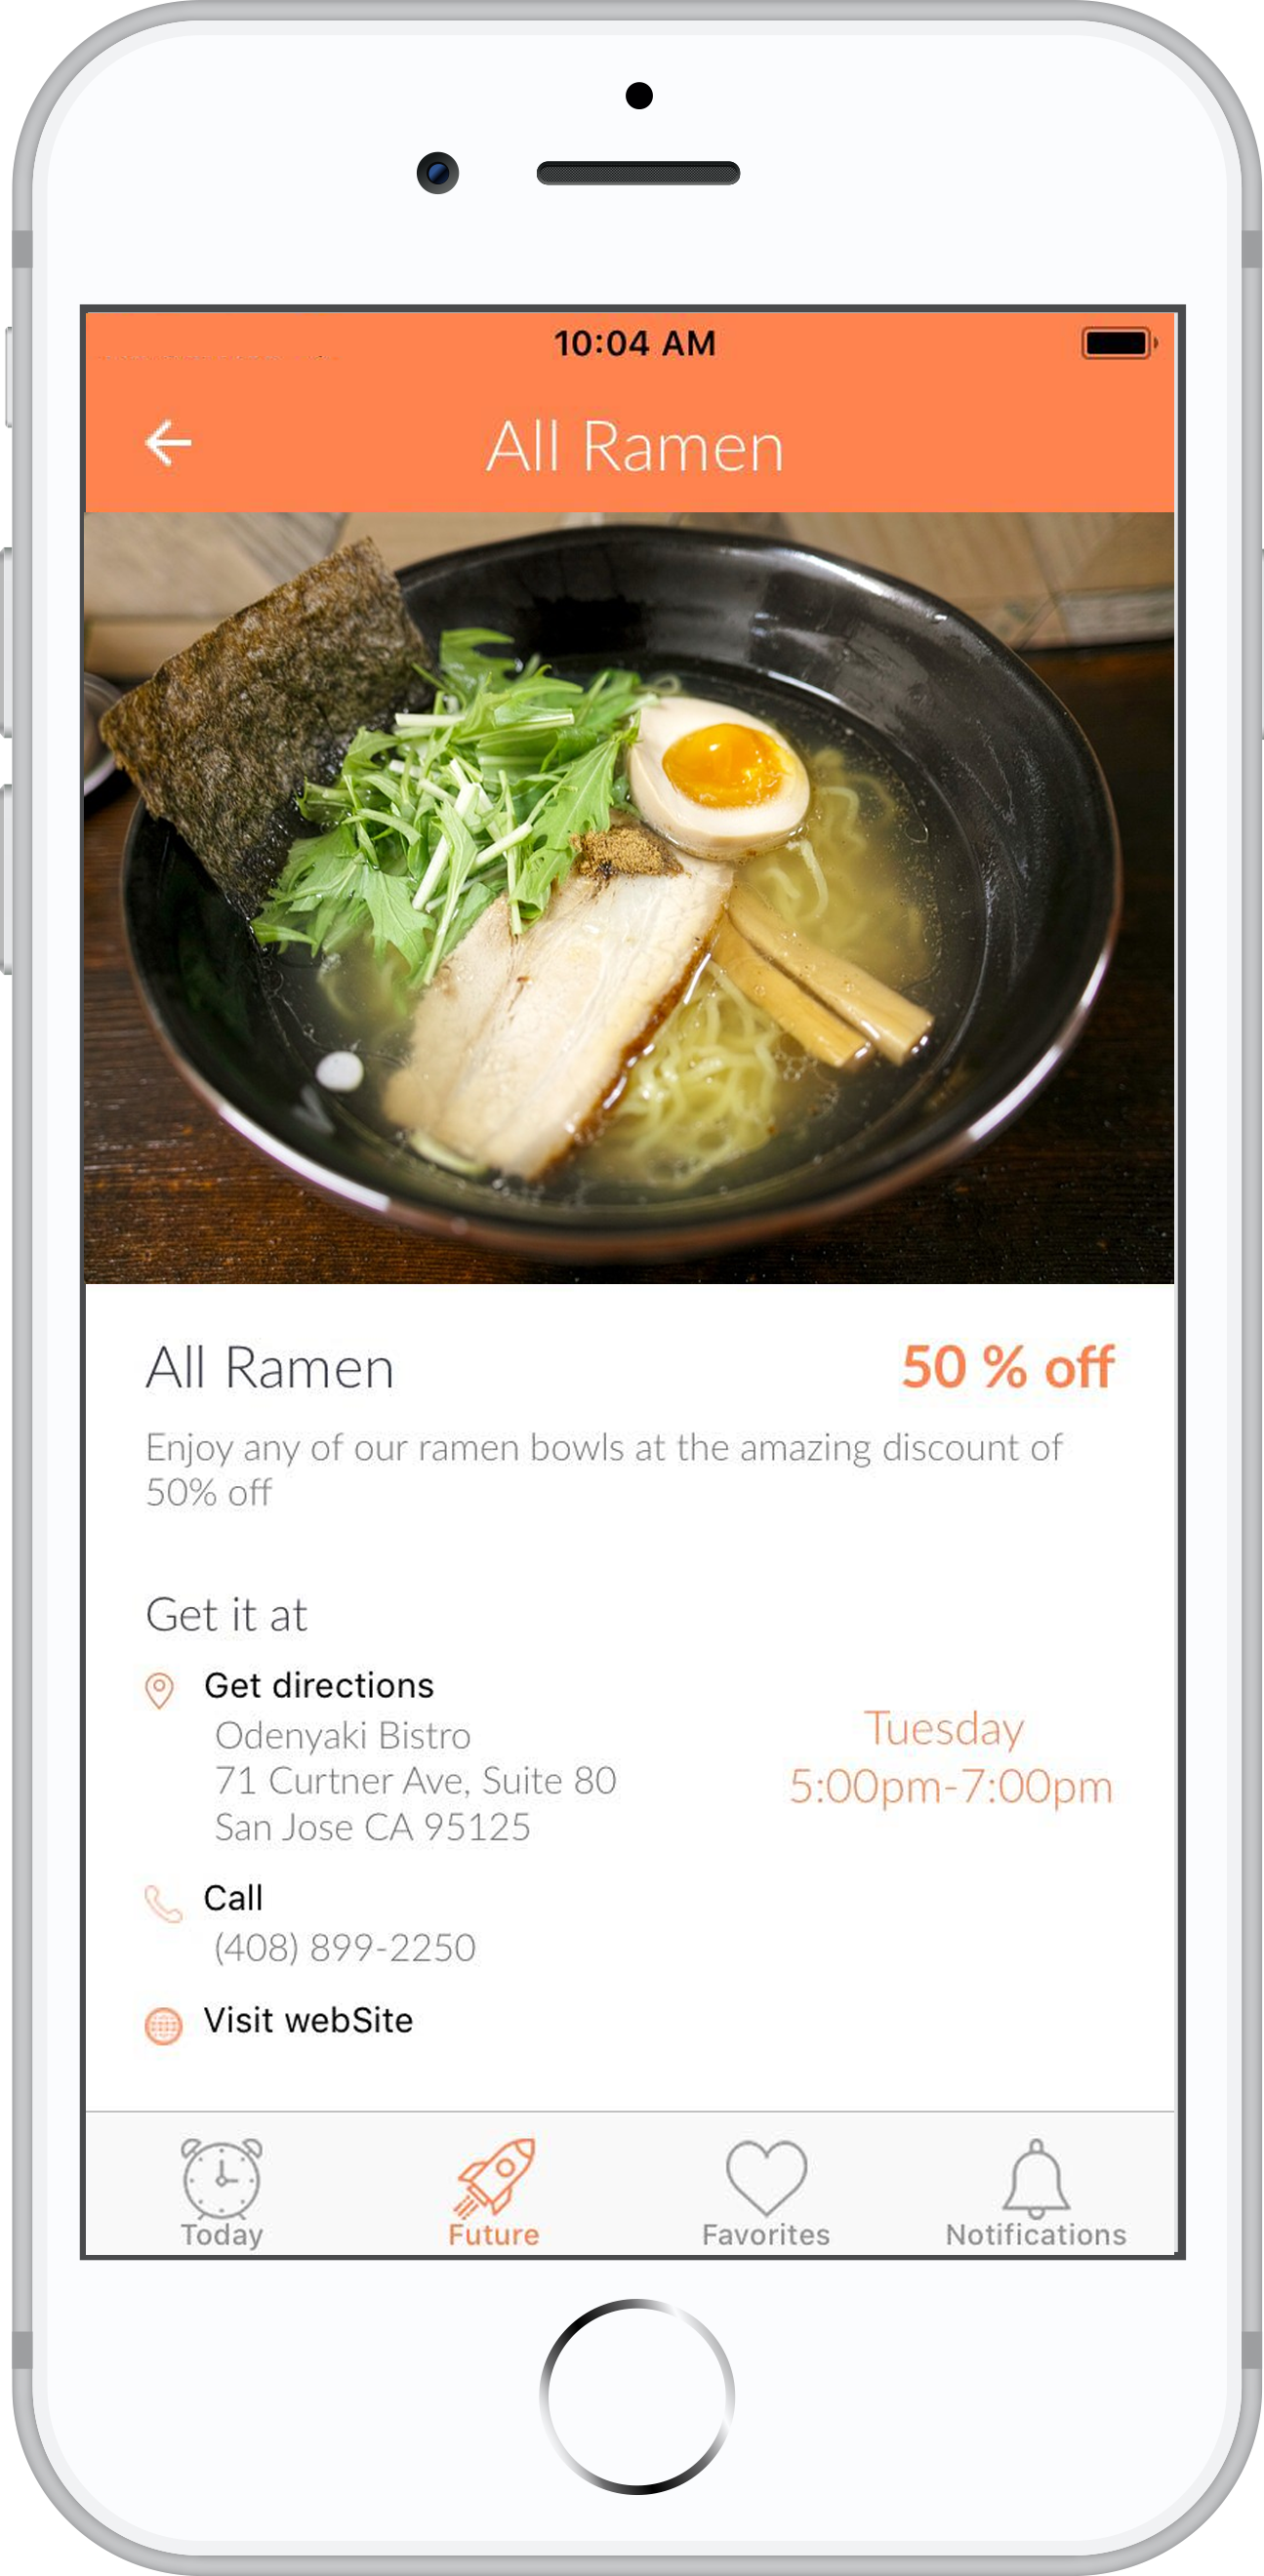 10:04 AM
All Ramen
All Ramen
50 % off
Enjoy any of our ramen bowls at the amazing discount of
50% off
Get it at
Get directions
Odenyaki Bistro
71 Curtner Ave, Suite 80
San Jose CA 95125
Tuesday
5:00pm-7:00pm
Call
(408) 899-2250
Visit webSite
Today
Future
Favorites
Notifications